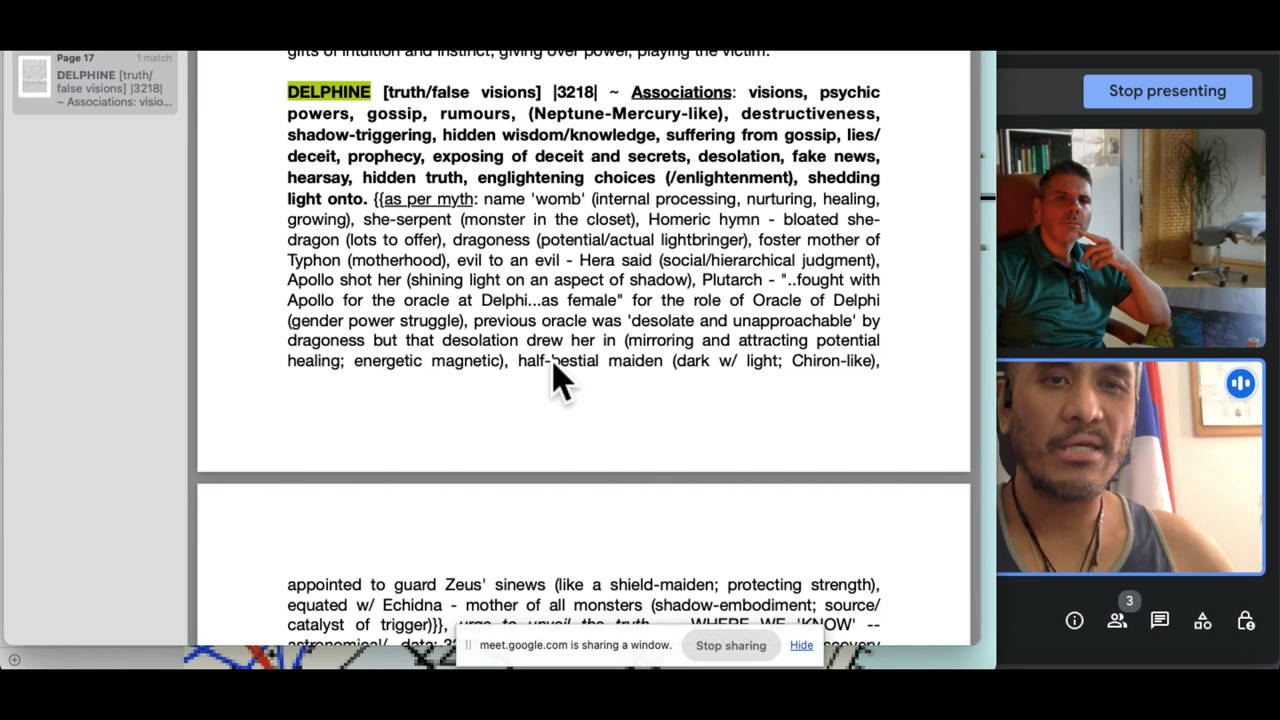 Page 17 1 match
DELPHINE [truth/
false visions] |3218|
~ Associations: visio...
gifts of intuition and instinct, giving over power, playing the victim.
DELPHINE [truth/false visions] |3218| ~ Associations: visions, psychic
powers, gossip, rumours, (Neptune-Mercury-like), destructiveness,
shadow-triggering, hidden wisdom/knowledge, suffering from gossip, lies/
deceit, prophecy, exposing of deceit and secrets, desolation, fake news,
hearsay, hidden truth, englightening choices (/enlightenment), shedding
light onto. {{as per myth: name 'womb' (internal processing, nurturing, healing,
growing), she-serpent (monster in the closet), Homeric hymn - bloated she-
dragon (lots to offer), dragoness (potential/actual lightbringer), foster mother of
Typhon (motherhood), evil to an evil - Hera said (social/hierarchical judgment),
Apollo shot her (shining light on an aspect of shadow), Plutarch - "..fought with
Apollo for the oracle at Delphi...as female" for the role of Oracle of Delphi
(gender power struggle), previous oracle was 'desolate and unapproachable' by
dragoness but that desolation drew her in (mirroring and attracting potential
healing; energetic magnetic), half-bestial maiden (dark w/ light; Chiron-like),
appointed to guard Zeus' sinews (like a shield-maiden; protecting strength),
equated w/ Echidna - mother of all monsters (shadow-embodiment; source/
catalyst of trigger)}}, urge to unveil the truth WHERE WE 'KNOW' --
meet.google.com is sharing a window.
Stop sharing
Hide
Stop presenting
3